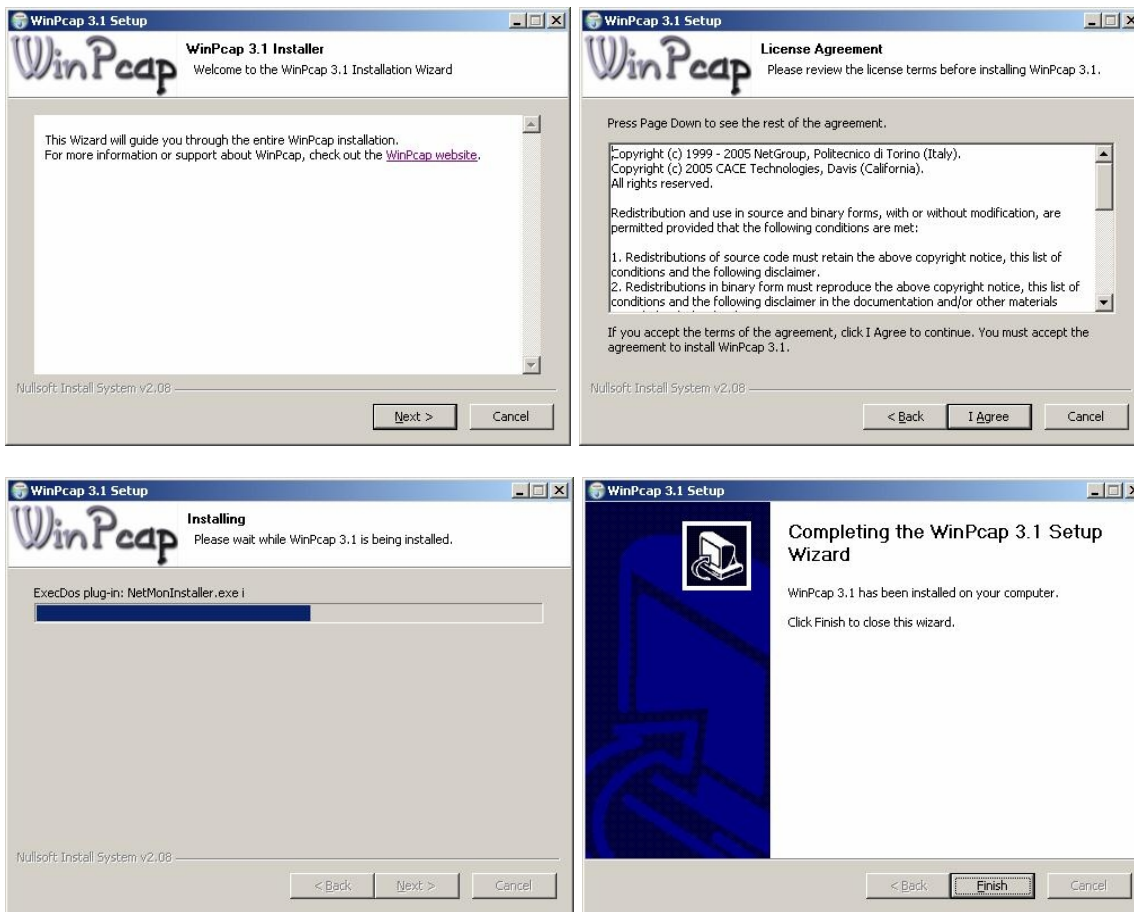 WinPcap 3.1 Setup
WinPcap
WinPcap 3.1 Installer
Welcome to the WinPcap 3.1 Installation Wizard
This Wizard will guide you through the entire WinPcap installation.
For more information or support about WinPcap, check out the WinPcap website.
Nullsoft Install System v2.08
Next >
Cancel
WinPcap 3.1 Setup
WinPcap
License Agreement
Please review the license terms before installing WinPcap 3.1.
Press Page Down to see the rest of the agreement.
Copyright (c) 1999 - 2005 NetGroup, Politecnico di Torino (Italy).
Copyright (c) 2005 CACE Technologies, Davis (California).
All rights reserved.
Redistribution and use in source and binary forms, with or without modification, are
permitted provided that the following conditions are met:
1. Redistributions of source code must retain the above copyright notice, this list of
conditions and the following disclaimer.
2. Redistributions in binary form must reproduce the above copyright notice, this list of
conditions and the following disclaimer in the documentation and/or other materials
If you accept the terms of the agreement, click I Agree to continue. You must accept the
agreement to install WinPcap 3.1.
Nullsoft Install System v2.08
< Back
I Agree
Cancel
WinPcap 3.1 Setup
WinPcap
Installing
Please wait while WinPcap 3.1 is being installed.
ExecDos plug-in: NetMonInstaller.exe i
Nullsoft Install System v2.08
< Back
Next >
Cancel
WinPcap 3.1 Setup
Completing the WinPcap 3.1 Setup
Wizard
WinPcap 3.1 has been installed on your computer.
Click Finish to close this wizard.
< Back
Finish
Cancel